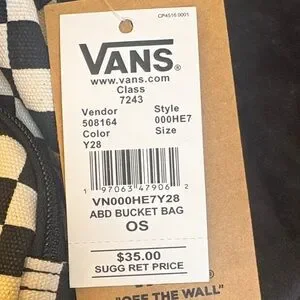 CP4516 0001
VANS®
www.vans.com
Class
7243
Vendor Style
508164 000HE7
Color Size
Y28
1 97063 47906 2
VN000HE7Y28
ABD BUCKET BAG
OS
$35.00
SUGG RET PRICE
"OFF THE WALL"